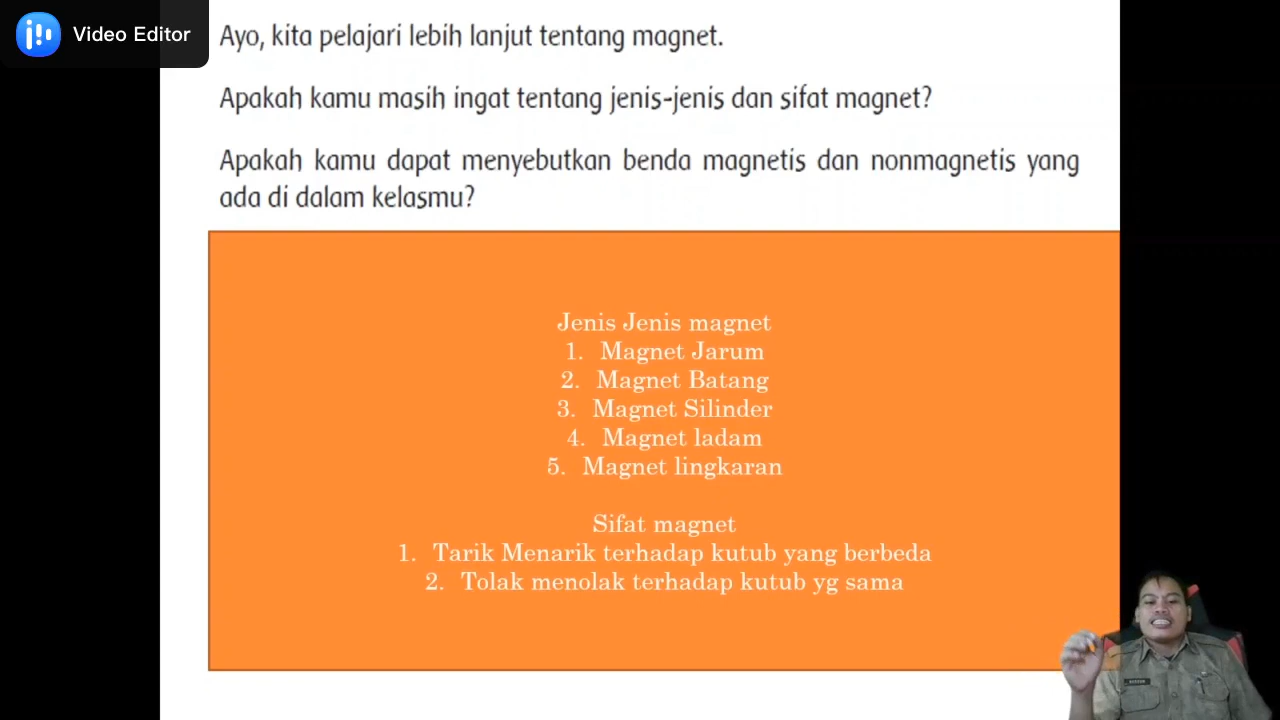 Video Editor
Ayo, kita pelajari lebih lanjut tentang magnet.
Apakah kamu masih ingat tentang jenis-jenis dan sifat magnet?
Apakah kamu dapat menyebutkan benda magnetis dan nonmagnetis yang
ada di dalam kelasmu?
Jenis Jenis magnet
1. Magnet Jarum
2. Magnet Batang
3. Magnet Silinder
4. Magnet ladam
5. Magnet lingkaran
Sifat magnet
1. Tarik Menarik terhadap kutub yang berbeda
2. Tolak menolak terhadap kutub yg sama